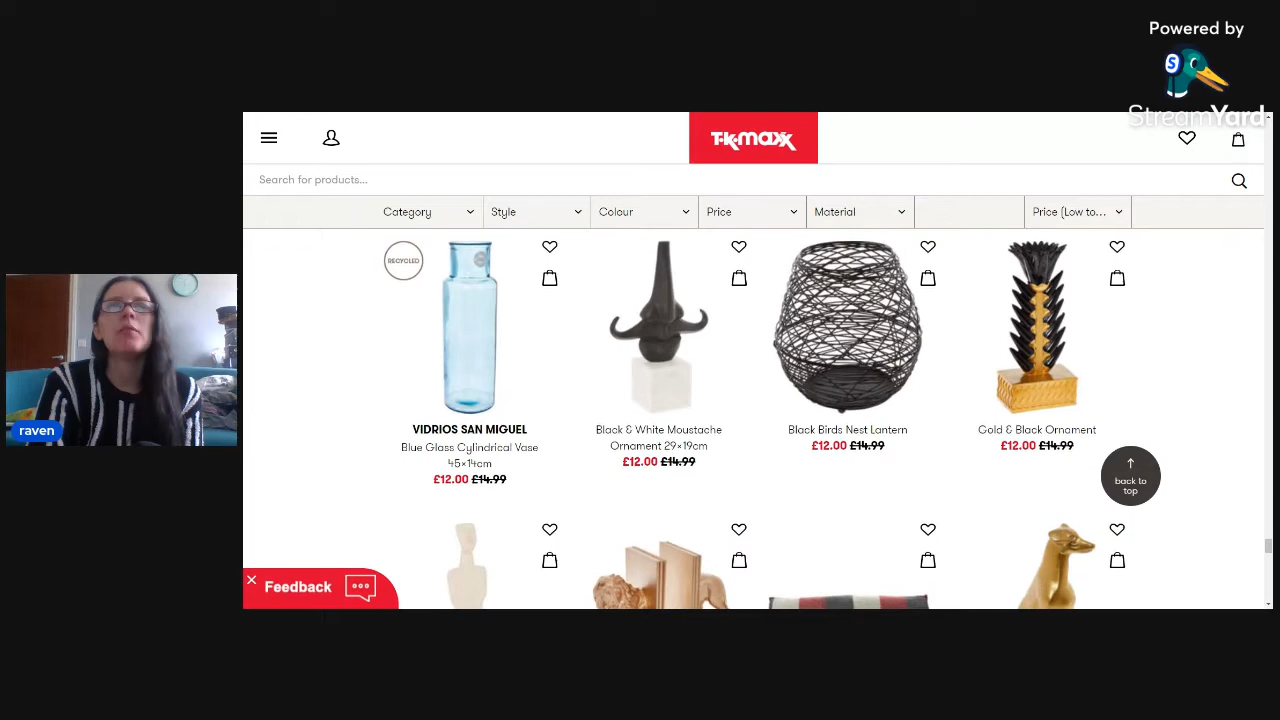 Powered by
StreamYard
TK maxx
Search for products...
Category
Style
Colour
Price
Material
Price (Low to...
RECYCLED
VIDRIOS SAN MIGUEL
Blue Glass Cylindrical Vase
45x14cm
£12.00 £14.99
Black & White Moustache
Ornament 29x19cm
£12.00 £14.99
Black Birds Nest Lantern
£12.00 £14.99
Gold & Black Ornament
£12.00 £14.99
back to
top
Feedback
raven